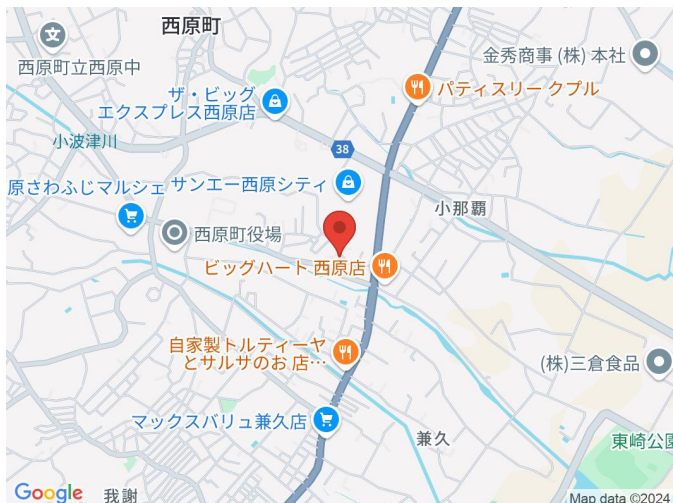 西原町
西原町立西原中
金秀商事 (株) 本社
パティスリー クプル
ザ・ビッグ
エクスプレス西原店
小波津川
38
サンエー西原シティ
原さわふじマルシェ
小那覇
西原町役場
ビッグハート 西原店
自家製トルティーヤ
とサルサのお 店…
(株)三倉食品
マックスバリュ兼久店
兼久
東崎公園
我謝
Google
Map data ©2024